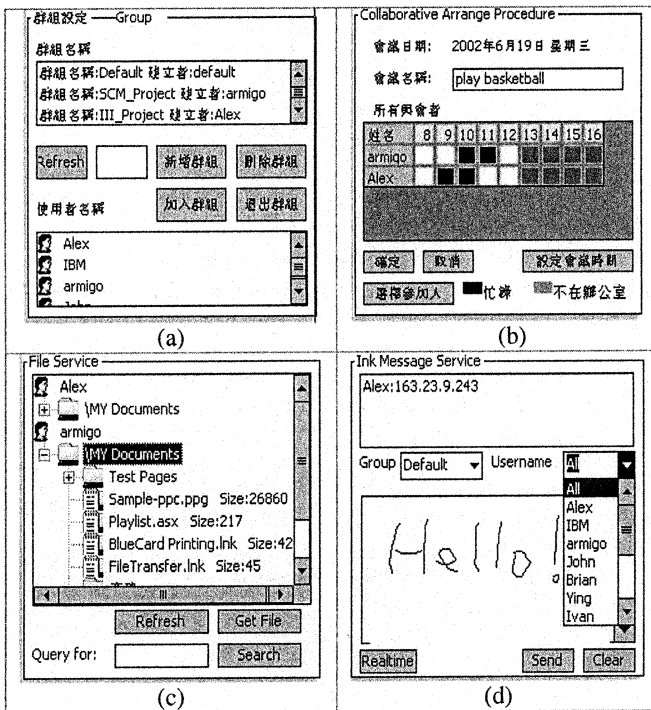 群組設定 — Group
群組名稱
群組名稱:Default 建立者:default
群組名稱:SCM_Project 建立者:armigo
群組名稱:III_Project 建立者:Alex
Refresh 新增群組 刪除群組
使用者名稱 加入群組 退出群組
Alex
IBM
armigo
John
(a)
Collaborative Arrange Procedure
會議日期: 2002年6月19日 星期三
會議名稱: play basketball
所有與會者
姓名 8 9 10 11 12 13 14 15 16
armigo
Alex
確定 取消 設定會議時間
選擇參加人 忙線 不在辦公室
(b)
File Service
Alex
\MY Documents
armigo
\MY Documents
Test Pages
Sample-ppc.ppg Size:26860
Playlist.asx Size:217
BlueCard Printing.lnk Size:42
FileTransfer.lnk Size:45
Refresh Get File
Query for: Search
(c)
Ink Message Service
Alex:163.23.9.243
Group Default Username All
All
Alex
IBM
armigo
John
Brian
Ying
Ivan
Hello!
Realtime Send Clear
(d)